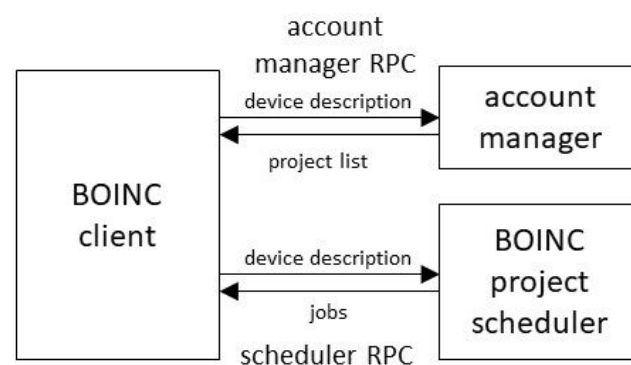 account
manager RPC
device description
project list
account
manager
BOINC
client
device description
jobs
scheduler RPC
BOINC
project
scheduler